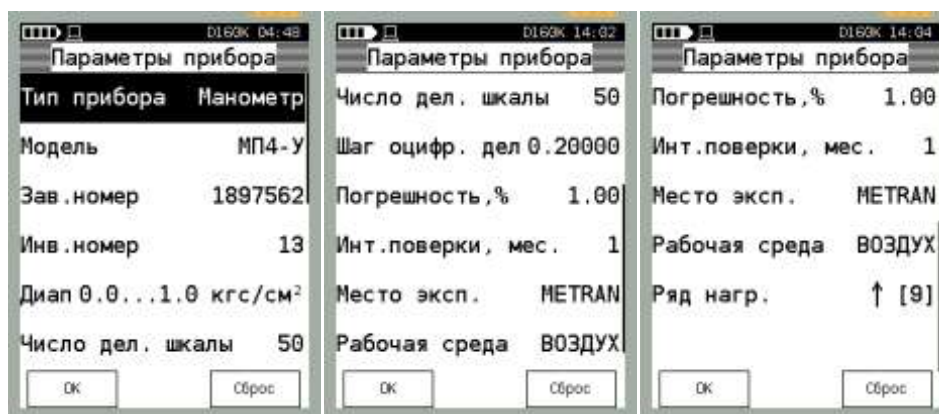 D160K 04:48
Параметры прибора
Тип прибора Манометр
Модель МП4-У
Зав.номер 1897562
Инв.номер 13
Диап 0.0...1.0 кгс/см²
Число дел. шкалы 50
OK Сброс
D160K 14:02
Параметры прибора
Число дел. шкалы 50
Шаг оцифр. дел 0.20000
Погрешность,% 1.00
Инт.поверки, мес. 1
Место эксп. METRAN
Рабочая среда ВОЗДУХ
OK Сброс
D160K 14:04
Параметры прибора
Погрешность,% 1.00
Инт.поверки, мес. 1
Место эксп. METRAN
Рабочая среда ВОЗДУХ
Ряд нагр. ↑ [9]
OK Сброс